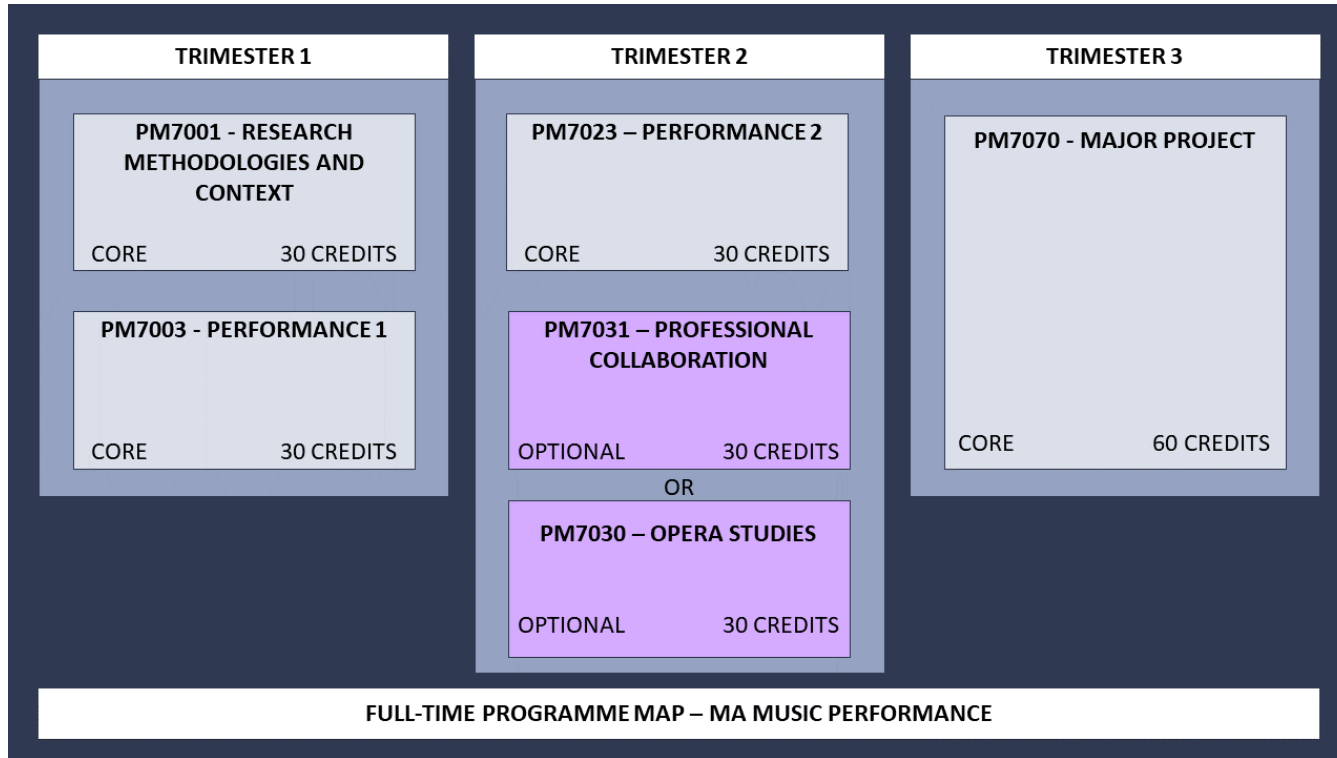 TRIMESTER 1
PM7001 - RESEARCH
METHODOLOGIES AND
CONTEXT
CORE 30 CREDITS
PM7003 - PERFORMANCE 1
CORE 30 CREDITS
TRIMESTER 2
PM7023 – PERFORMANCE 2
CORE 30 CREDITS
PM7031 – PROFESSIONAL
COLLABORATION
OPTIONAL 30 CREDITS
OR
PM7030 – OPERA STUDIES
OPTIONAL 30 CREDITS
TRIMESTER 3
PM7070 - MAJOR PROJECT
CORE 60 CREDITS
FULL-TIME PROGRAMME MAP – MA MUSIC PERFORMANCE